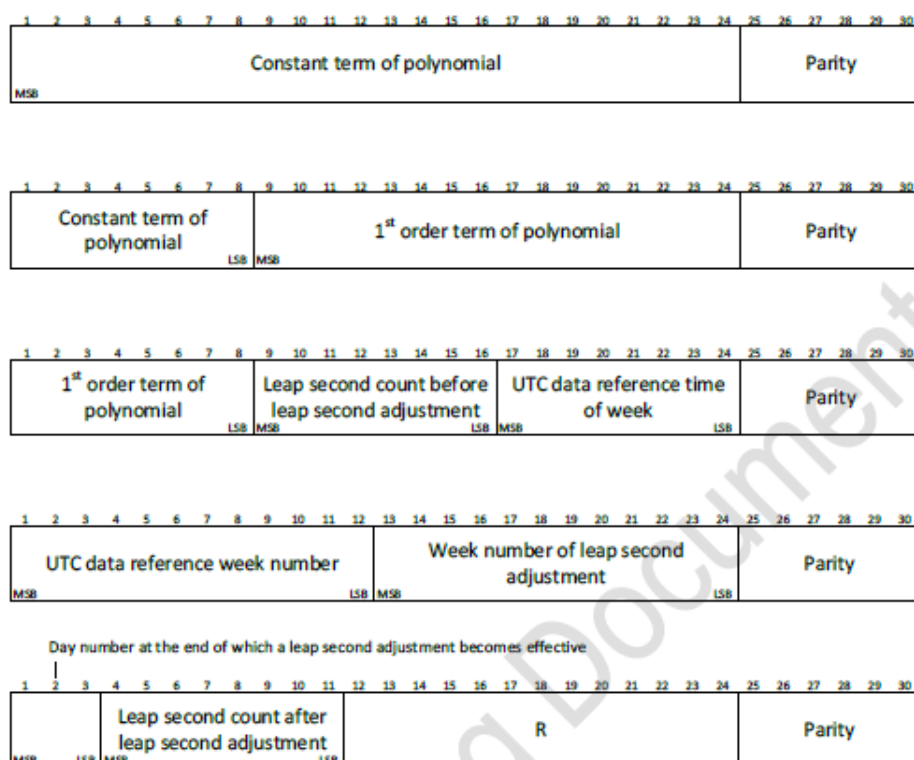 1 2 3 4 5 6 7 8 9 10 11 12 13 14 15 16 17 18 19 20 21 22 23 24 25 26 27 28 29 30
Constant term of polynomial Parity
MSB
1 2 3 4 5 6 7 8 9 10 11 12 13 14 15 16 17 18 19 20 21 22 23 24 25 26 27 28 29 30
Constant term of
polynomial 1st order term of polynomial Parity
LSB MSB
1 2 3 4 5 6 7 8 9 10 11 12 13 14 15 16 17 18 19 20 21 22 23 24 25 26 27 28 29 30
1st order term of Leap second count before UTC data reference time
polynomial leap second adjustment of week Parity
LSB MSB LSB MSB LSB
1 2 3 4 5 6 7 8 9 10 11 12 13 14 15 16 17 18 19 20 21 22 23 24 25 26 27 28 29 30
UTC data reference week number Week number of leap second
adjustment Parity
MSB LSB MSB LSB
Day number at the end of which a leap second adjustment becomes effective
1 2 3 4 5 6 7 8 9 10 11 12 13 14 15 16 17 18 19 20 21 22 23 24 25 26 27 28 29 30
Leap second count after
leap second adjustment R Parity
MSB LSB MSB LSB
g Document